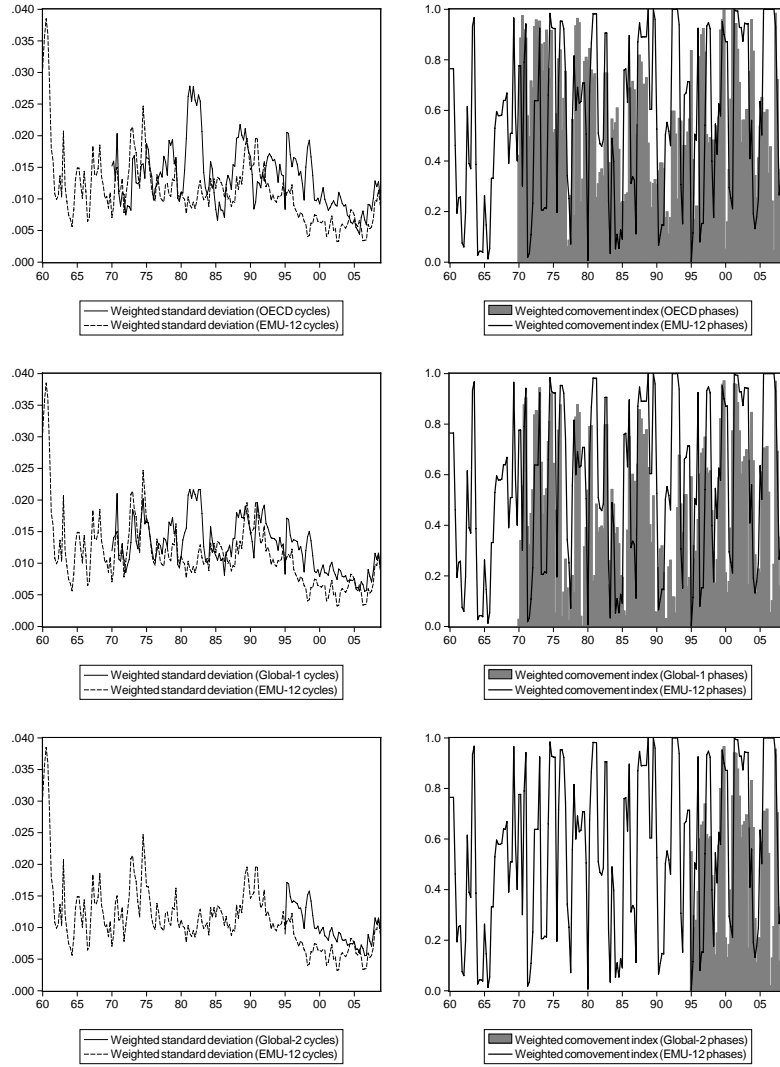 .040
.035
.030
.025
.020
.015
.010
.005
.000
60 65 70 75 80 85 90 95 00 05
Weighted standard deviation (OECD cycles)
Weighted standard deviation (EMU-12 cycles)
1.0
0.8
0.6
0.4
0.2
0.0
60 65 70 75 80 85 90 95 00 05
Weighted comovement index (OECD phases)
Weighted comovement index (EMU-12 phases)
.040
.035
.030
.025
.020
.015
.010
.005
.000
60 65 70 75 80 85 90 95 00 05
Weighted standard deviation (Global-1 cycles)
Weighted standard deviation (EMU-12 cycles)
1.0
0.8
0.6
0.4
0.2
0.0
60 65 70 75 80 85 90 95 00 05
Weighted comovement index (Global-1 phases)
Weighted comovement index (EMU-12 phases)
.040
.035
.030
.025
.020
.015
.010
.005
.000
60 65 70 75 80 85 90 95 00 05
Weighted standard deviation (Global-2 cycles)
Weighted standard deviation (EMU-12 cycles)
1.0
0.8
0.6
0.4
0.2
0.0
60 65 70 75 80 85 90 95 00 05
Weighted comovement index (Global-2 phases)
Weighted comovement index (EMU-12 phases)